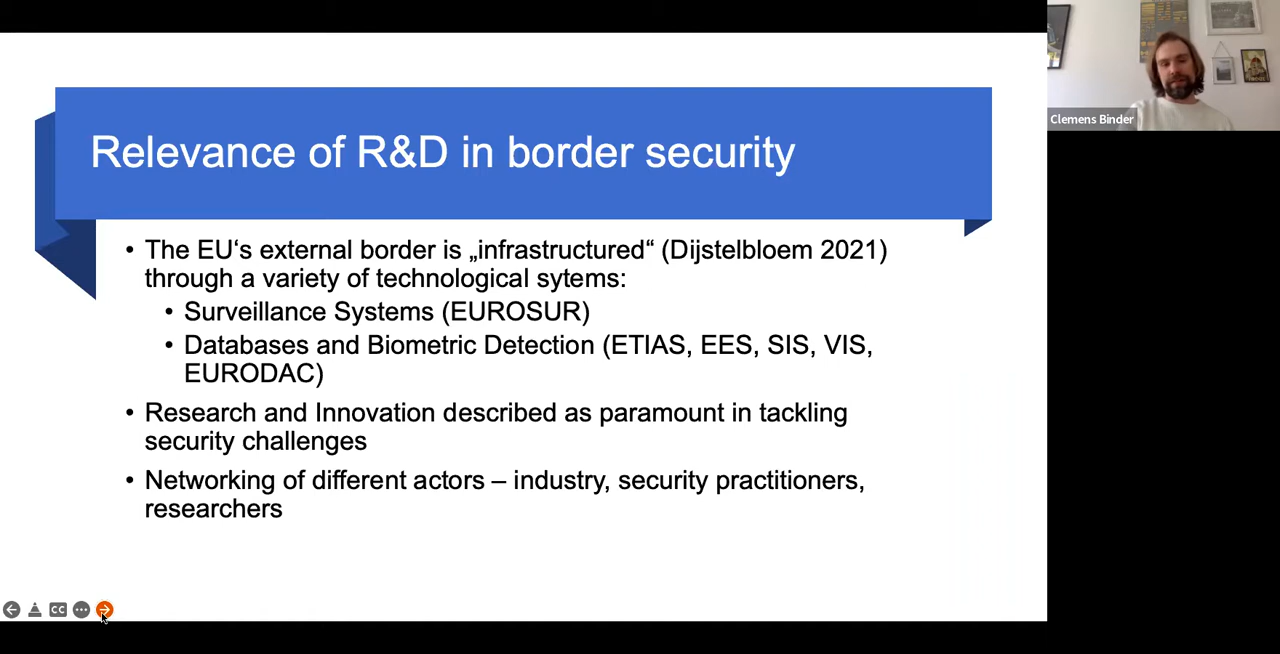 Relevance of R&D in border security
• The EU‘s external border is „infrastructured“ (Dijstelbloem 2021)
through a variety of technological sytems:
• Surveillance Systems (EUROSUR)
• Databases and Biometric Detection (ETIAS, EES, SIS, VIS,
EURODAC)
• Research and Innovation described as paramount in tackling
security challenges
• Networking of different actors – industry, security practitioners,
researchers
CC
Clemens Binder